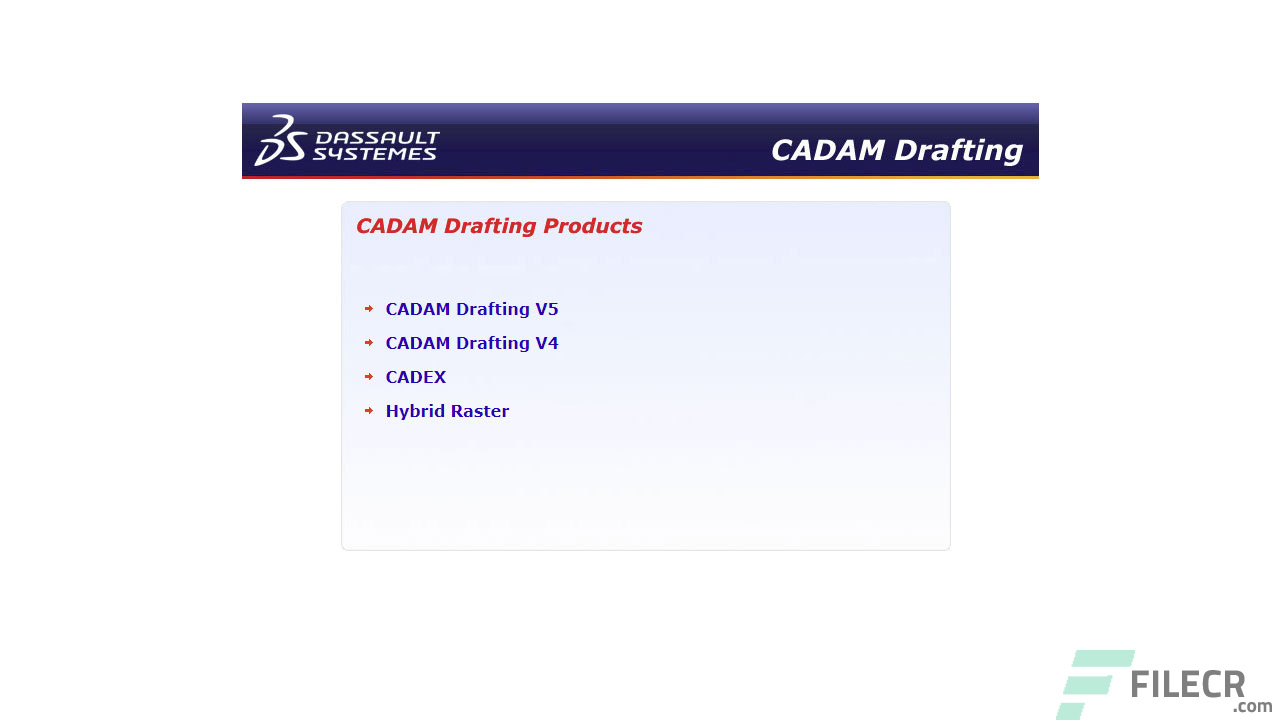 DASSAULT
SYSTEMES
CADAM Drafting
CADAM Drafting Products
CADAM Drafting V5
CADAM Drafting V4
CADEX
Hybrid Raster
FILECR
.com